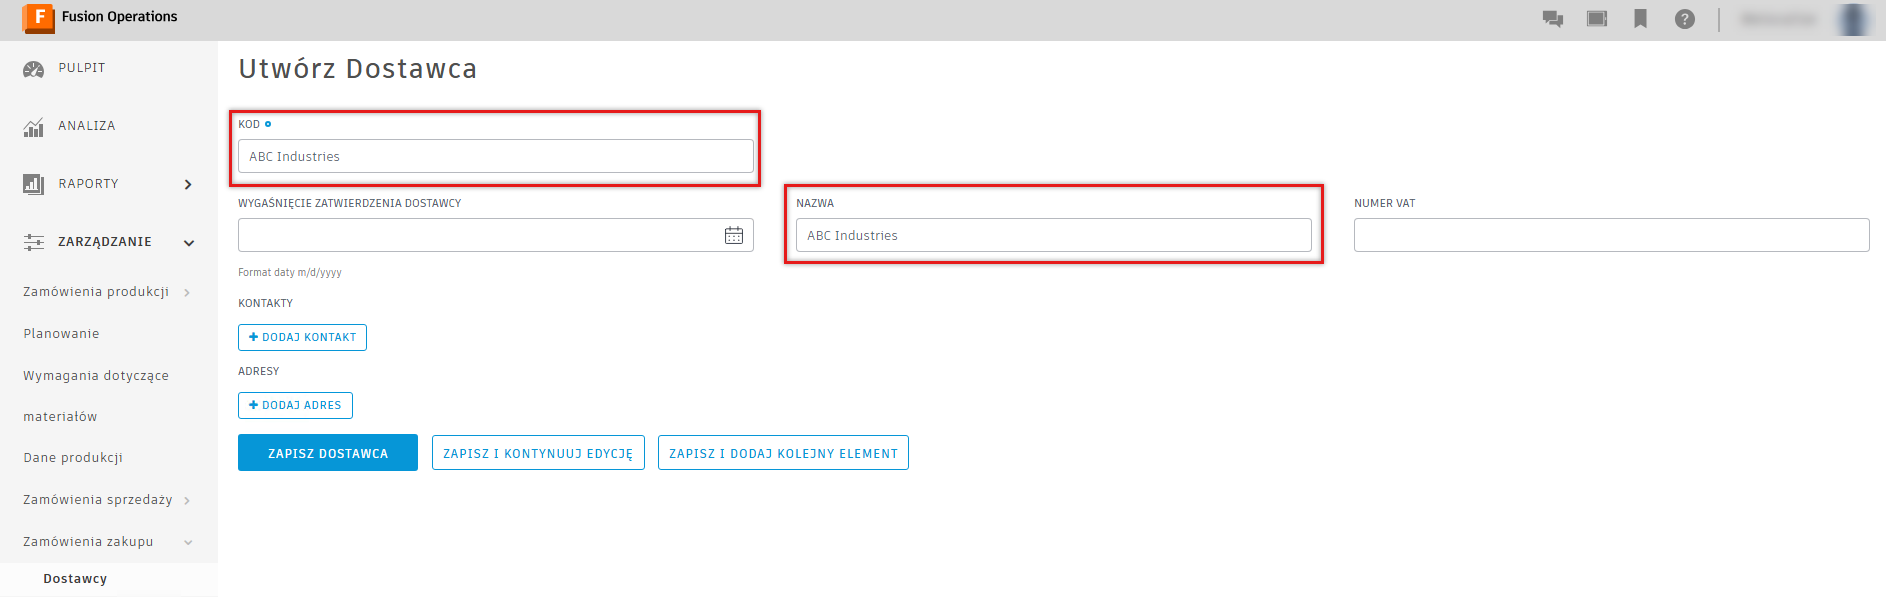 F Fusion Operations
?
PULPIT
ANALIZA
RAPORTY
ZARZĄDZANIE
Zamówienia produkcji
Planowanie
Wymagania dotyczące
materiałów
Dane produkcji
Zamówienia sprzedaży
Zamówienia zakupu
Dostawcy
Utwórz Dostawca
KOD
ABC Industries
WYGAŚNIĘCIE ZATWIERDZENIA DOSTAWCY
Format daty m/d/yyyy
NAZWA
ABC Industries
NUMER VAT
KONTAKTY
+ DODAJ KONTAKT
ADRESY
+ DODAJ ADRES
ZAPISZ DOSTAWCA
ZAPISZ I KONTYNUUJ EDYCJĘ
ZAPISZ I DODAJ KOLEJNY ELEMENT